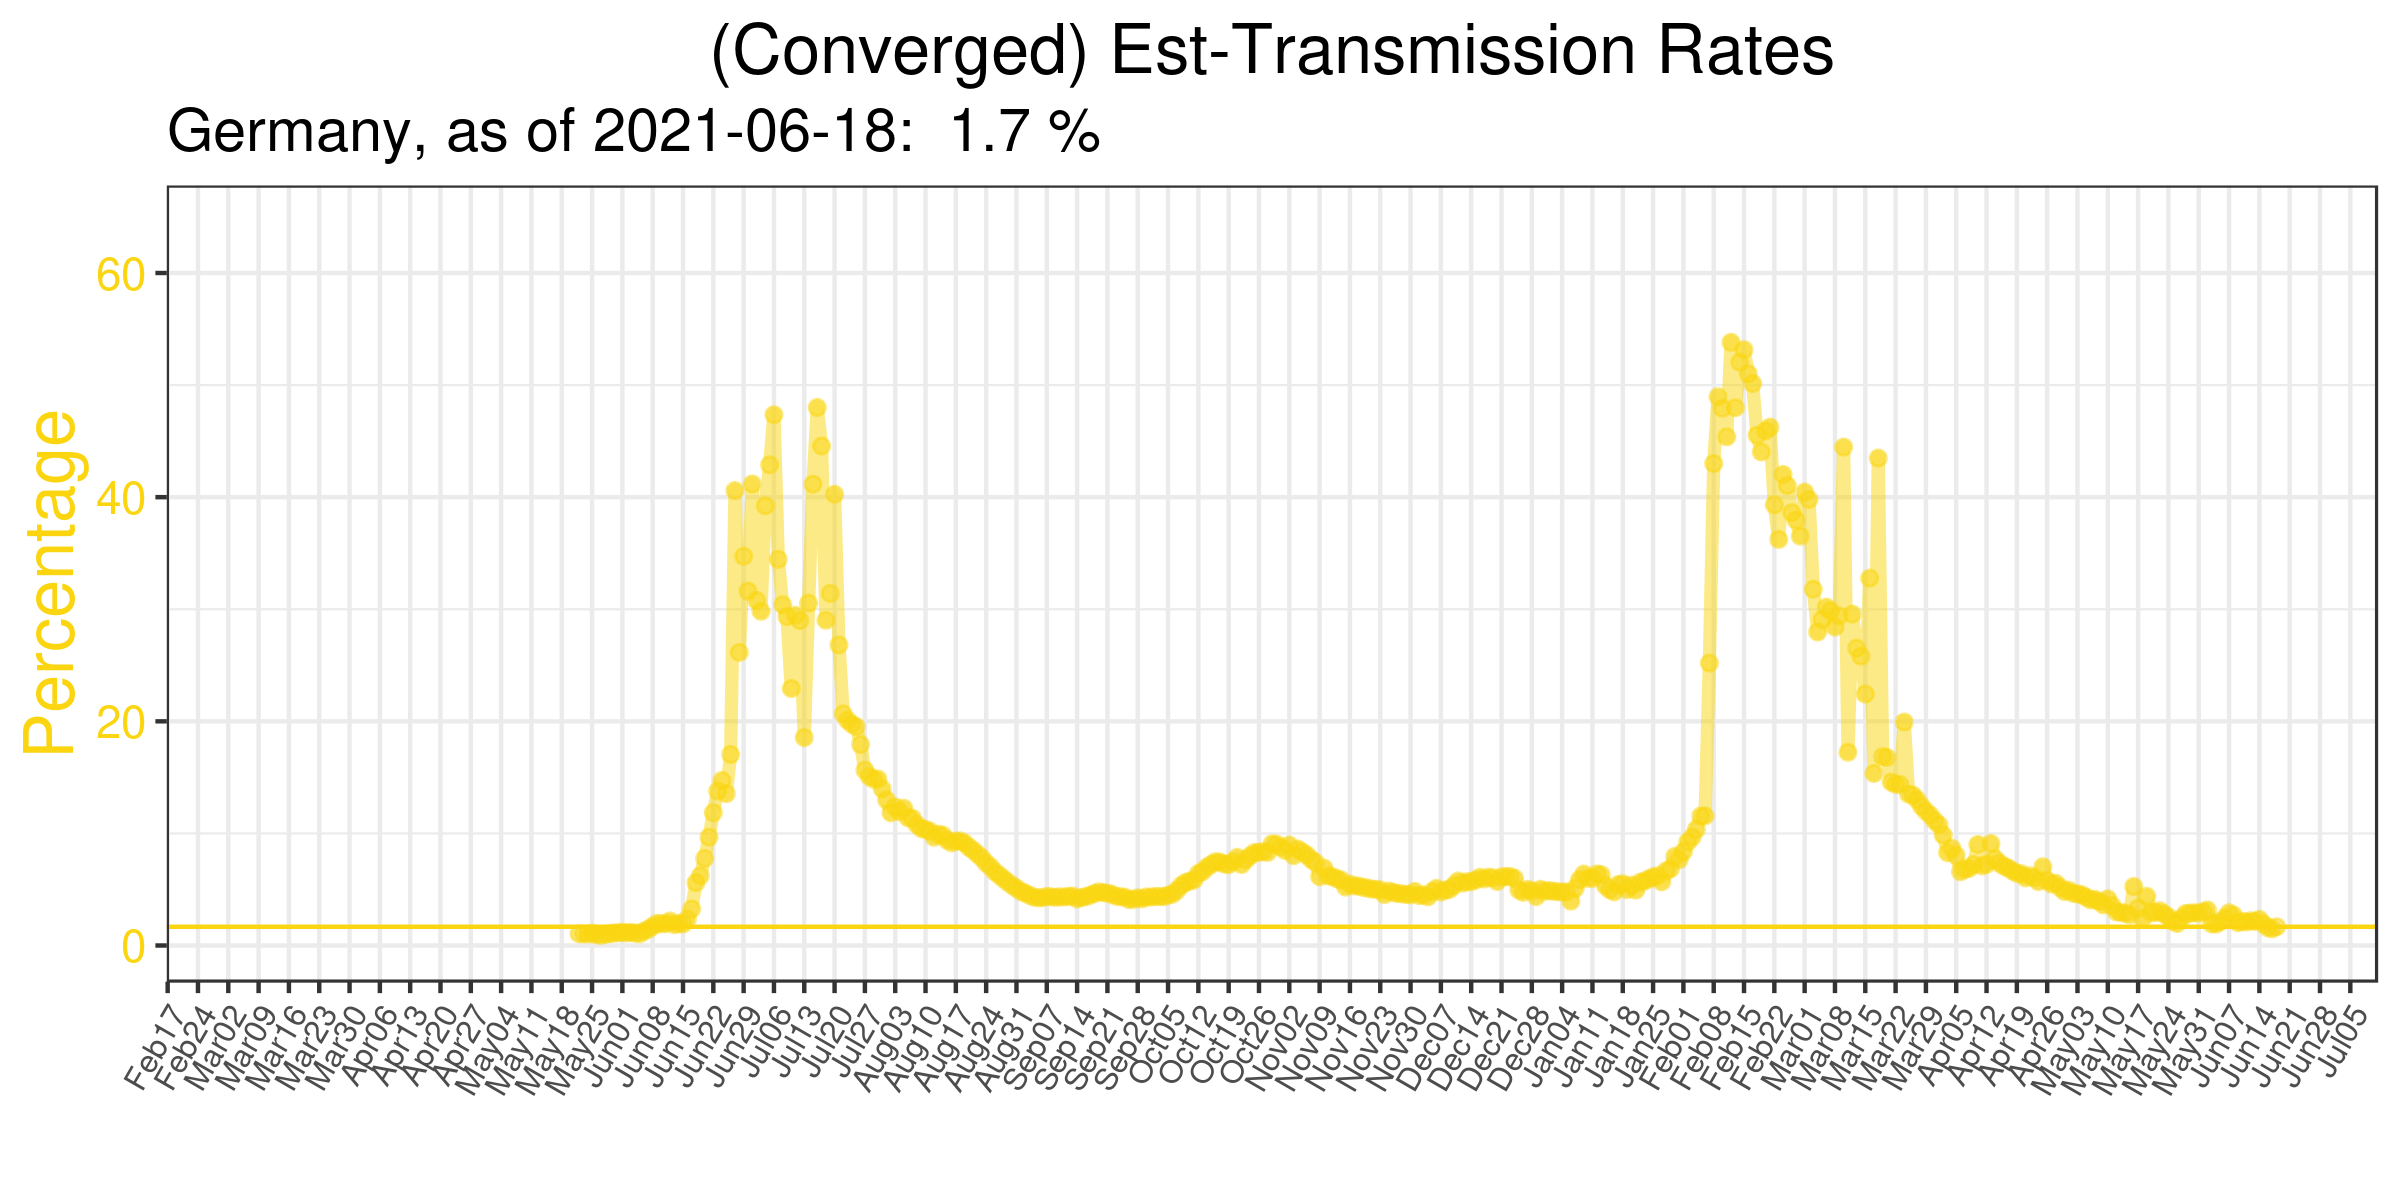 (Converged) Est-Transmission Rates
Germany, as of 2021-06-18:  1.7 %
Percentage
60
40
20
0
Feb17
Feb24
Mar02
Mar09
Mar16
Mar23
Mar30
Apr06
Apr13
Apr20
Apr27
May04
May11
May18
May25
Jun01
Jun08
Jun15
Jun22
Jun29
Jul06
Jul13
Jul20
Jul27
Aug03
Aug10
Aug17
Aug24
Aug31
Sep07
Sep14
Sep21
Sep28
Oct05
Oct12
Oct19
Oct26
Nov02
Nov09
Nov16
Nov23
Nov30
Dec07
Dec14
Dec21
Dec28
Jan04
Jan11
Jan18
Jan25
Feb01
Feb08
Feb15
Feb22
Mar01
Mar08
Mar15
Mar22
Mar29
Apr05
Apr12
Apr19
Apr26
May03
May10
May17
May24
May31
Jun07
Jun14
Jun21
Jun28
Jul05